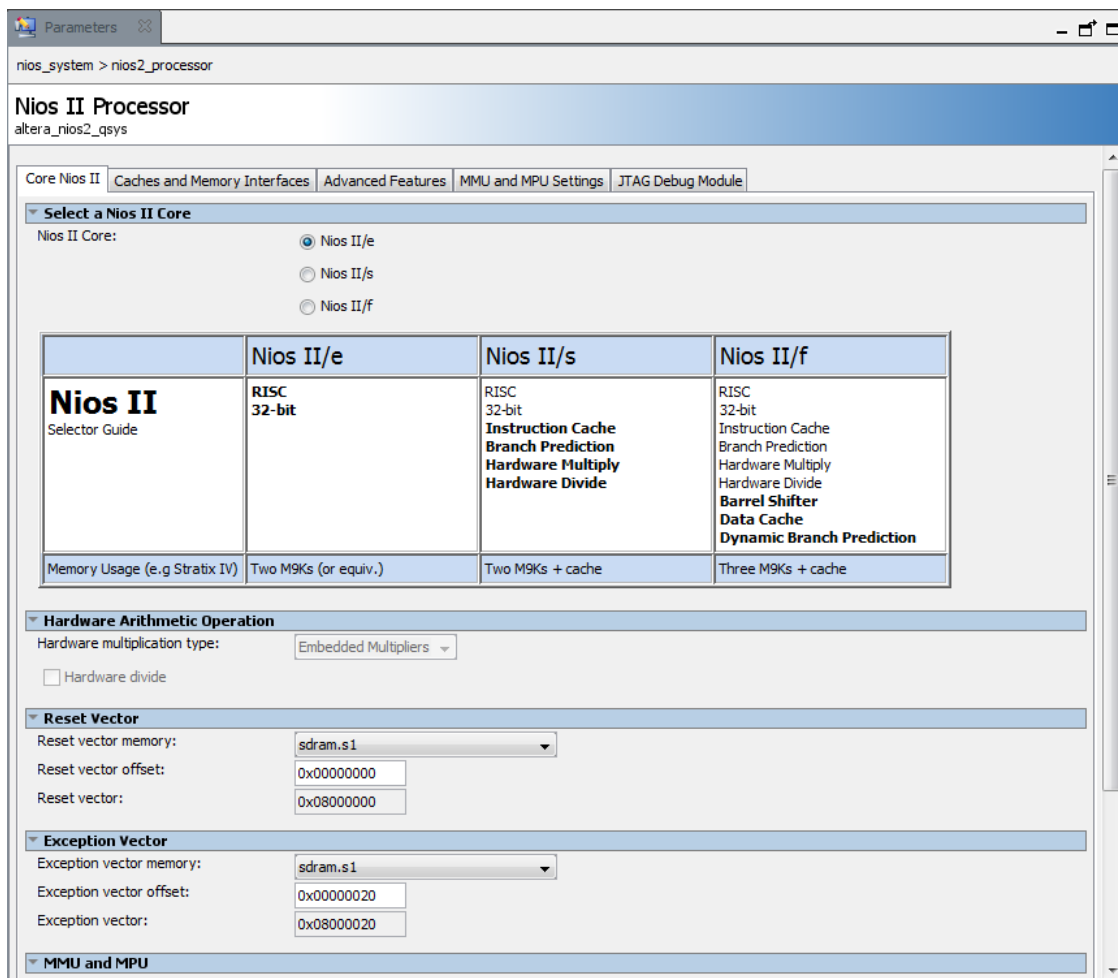 Parameters
nios_system > nios2_processor
Nios II Processor
altera_nios2_qsys
Core Nios II Caches and Memory Interfaces Advanced Features MMU and MPU Settings JTAG Debug Module
Select a Nios II Core
Nios II Core:
Nios II/e
Nios II/s
Nios II/f
Nios II/e Nios II/s Nios II/f
Nios II
Selector Guide
RISC
32-bit
RISC
32-bit
Instruction Cache
Branch Prediction
Hardware Multiply
Hardware Divide
RISC
32-bit
Instruction Cache
Branch Prediction
Hardware Multiply
Hardware Divide
Barrel Shifter
Data Cache
Dynamic Branch Prediction
Memory Usage (e.g Stratix IV) Two M9Ks (or equiv.) Two M9Ks + cache Three M9Ks + cache
Hardware Arithmetic Operation
Hardware multiplication type: Embedded Multipliers
Hardware divide
Reset Vector
Reset vector memory: sdram.s1
Reset vector offset: 0x00000000
Reset vector: 0x08000000
Exception Vector
Exception vector memory: sdram.s1
Exception vector offset: 0x00000020
Exception vector: 0x08000020
MMU and MPU